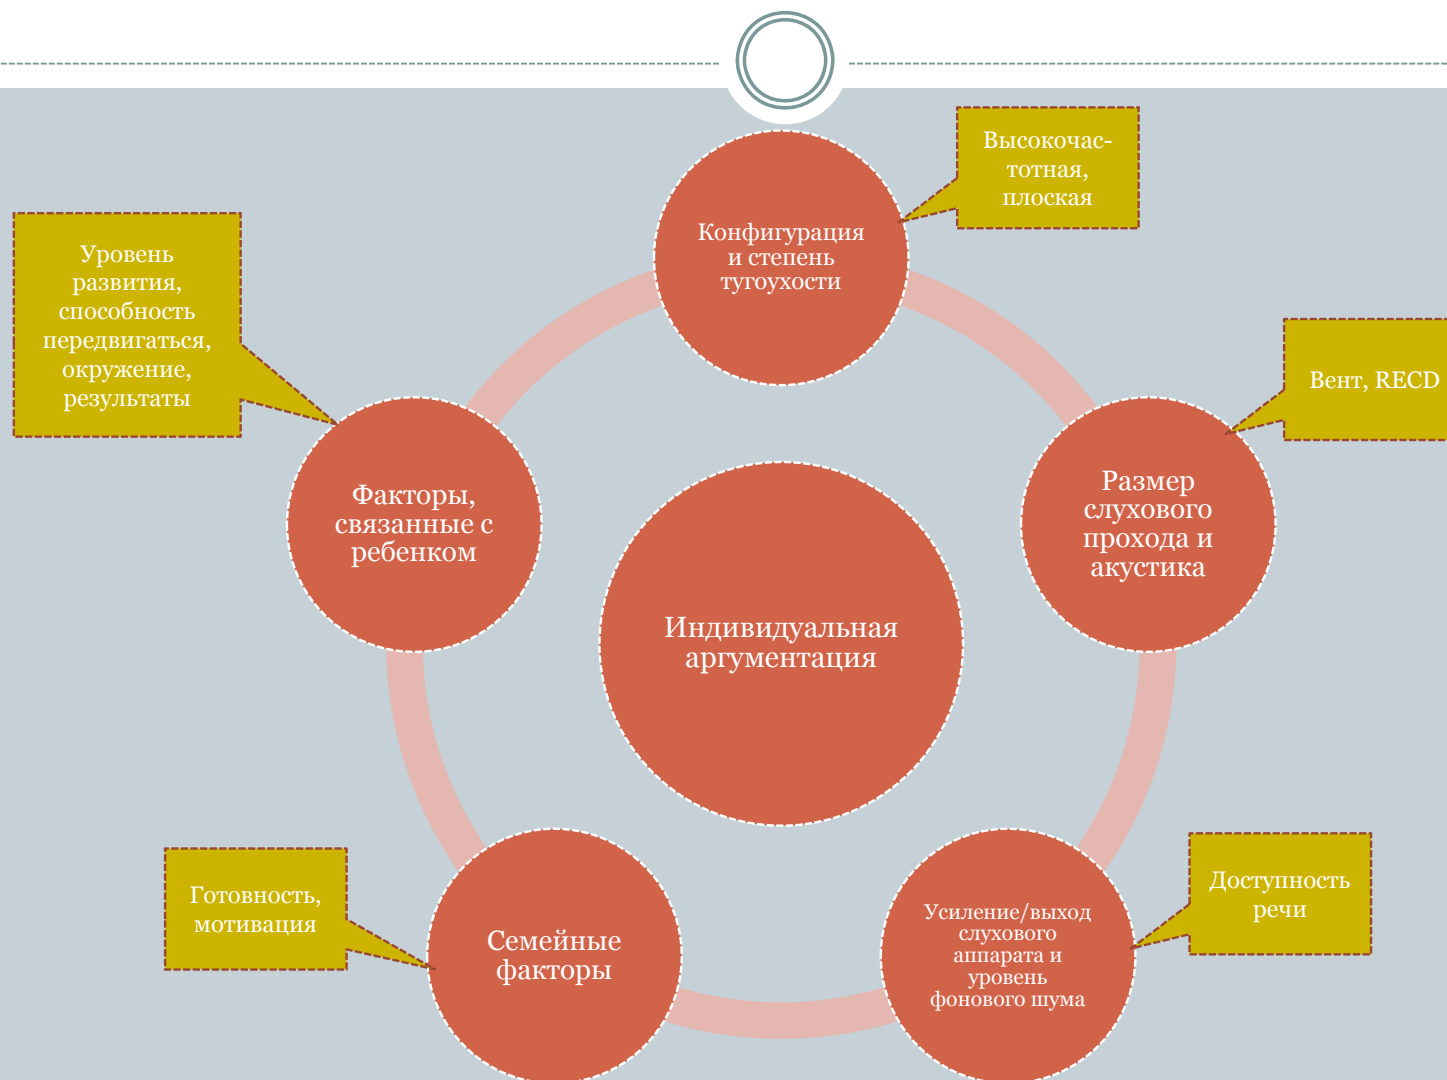 Высокочас-
тотная,
плоская
Конфигурация
и степень
тугоухости
Уровень
развития,
способность
передвигаться,
окружение,
результаты
Вент, RECD
Факторы,
связанные с
ребенком
Размер
слухового
прохода и
акустика
Индивидуальная
аргументация
Готовность,
мотивация
Семейные
факторы
Усиление/выход
слухового
аппарата и
уровень
фонового шума
Доступность
речи